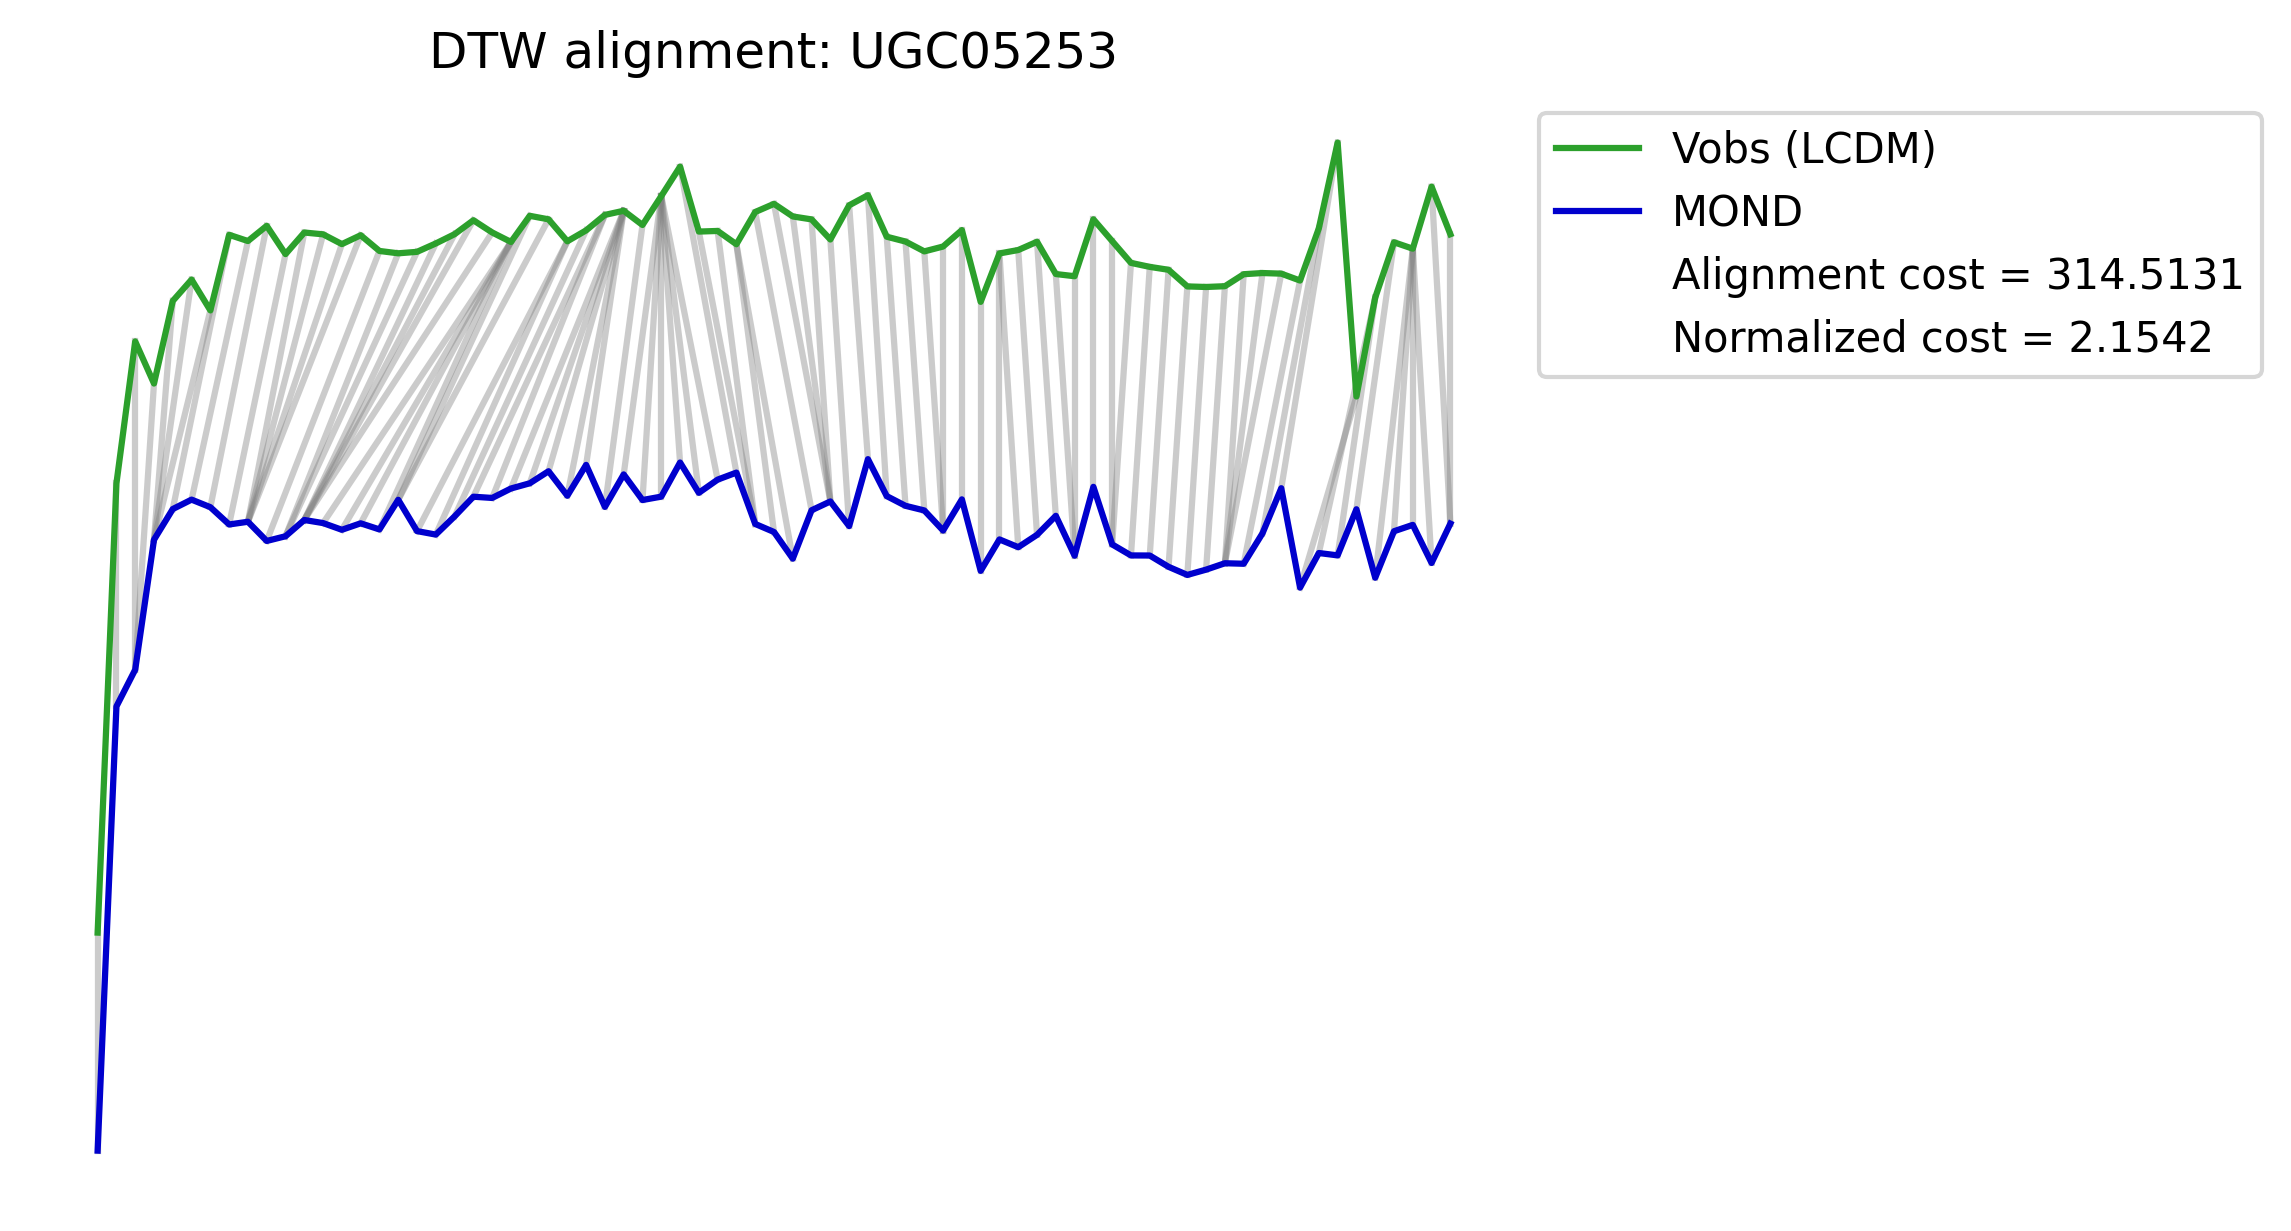 DTW alignment: UGC05253
Vobs (LCDM)
MOND
Alignment cost = 314.5131
Normalized cost = 2.1542